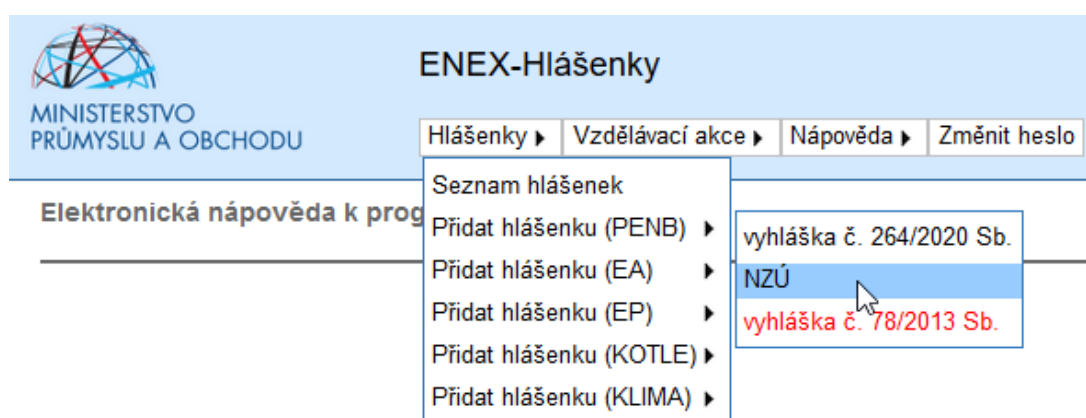 ENEX-Hlášenky
MINISTERSTVO
PRŮMYSLU A OBCHODU
Hlášenky Vzdělávací akce Nápověda Změnit heslo
Seznam hlášenek
Elektronická nápověda k prog
Přidat hlášenku (PENB)
vyhláška č. 264/2020 Sb.
Přidat hlášenku (EA)
NZÚ
Přidat hlášenku (EP)
vyhláška č. 78/2013 Sb.
Přidat hlášenku (KOTLE)
Přidat hlášenku (KLIMA)